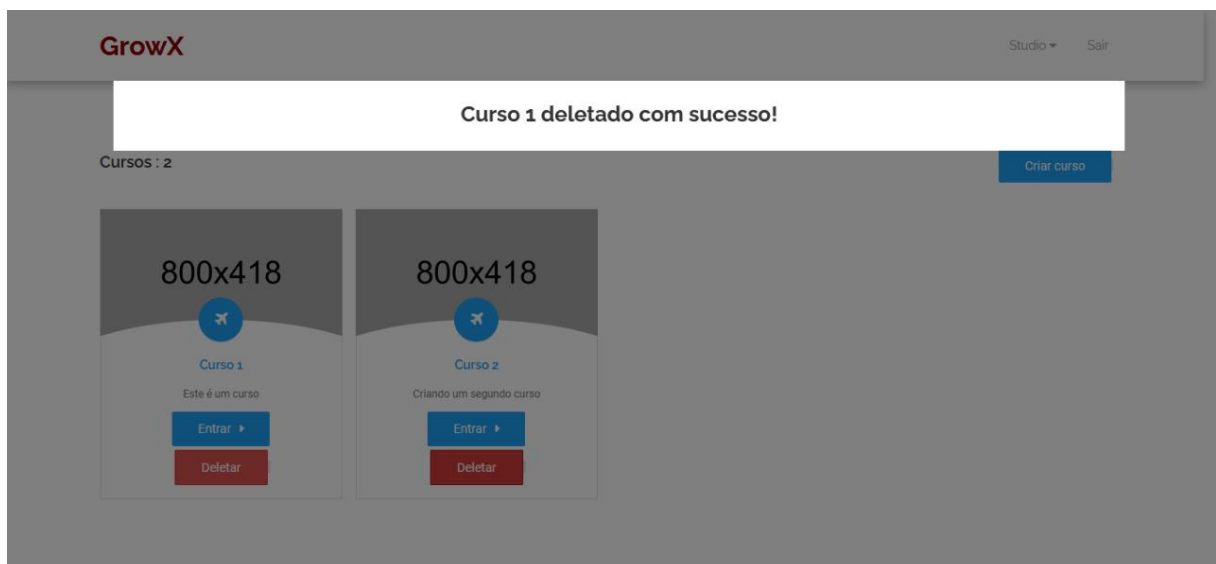 GrowX
Studio
Sair
Curso 1 deletado com sucesso!
Cursos : 2
Criar curso
800x418
Curso 1
Este é um curso
Entrar
Deletar
800x418
Curso 2
Criando um segundo curso
Entrar
Deletar